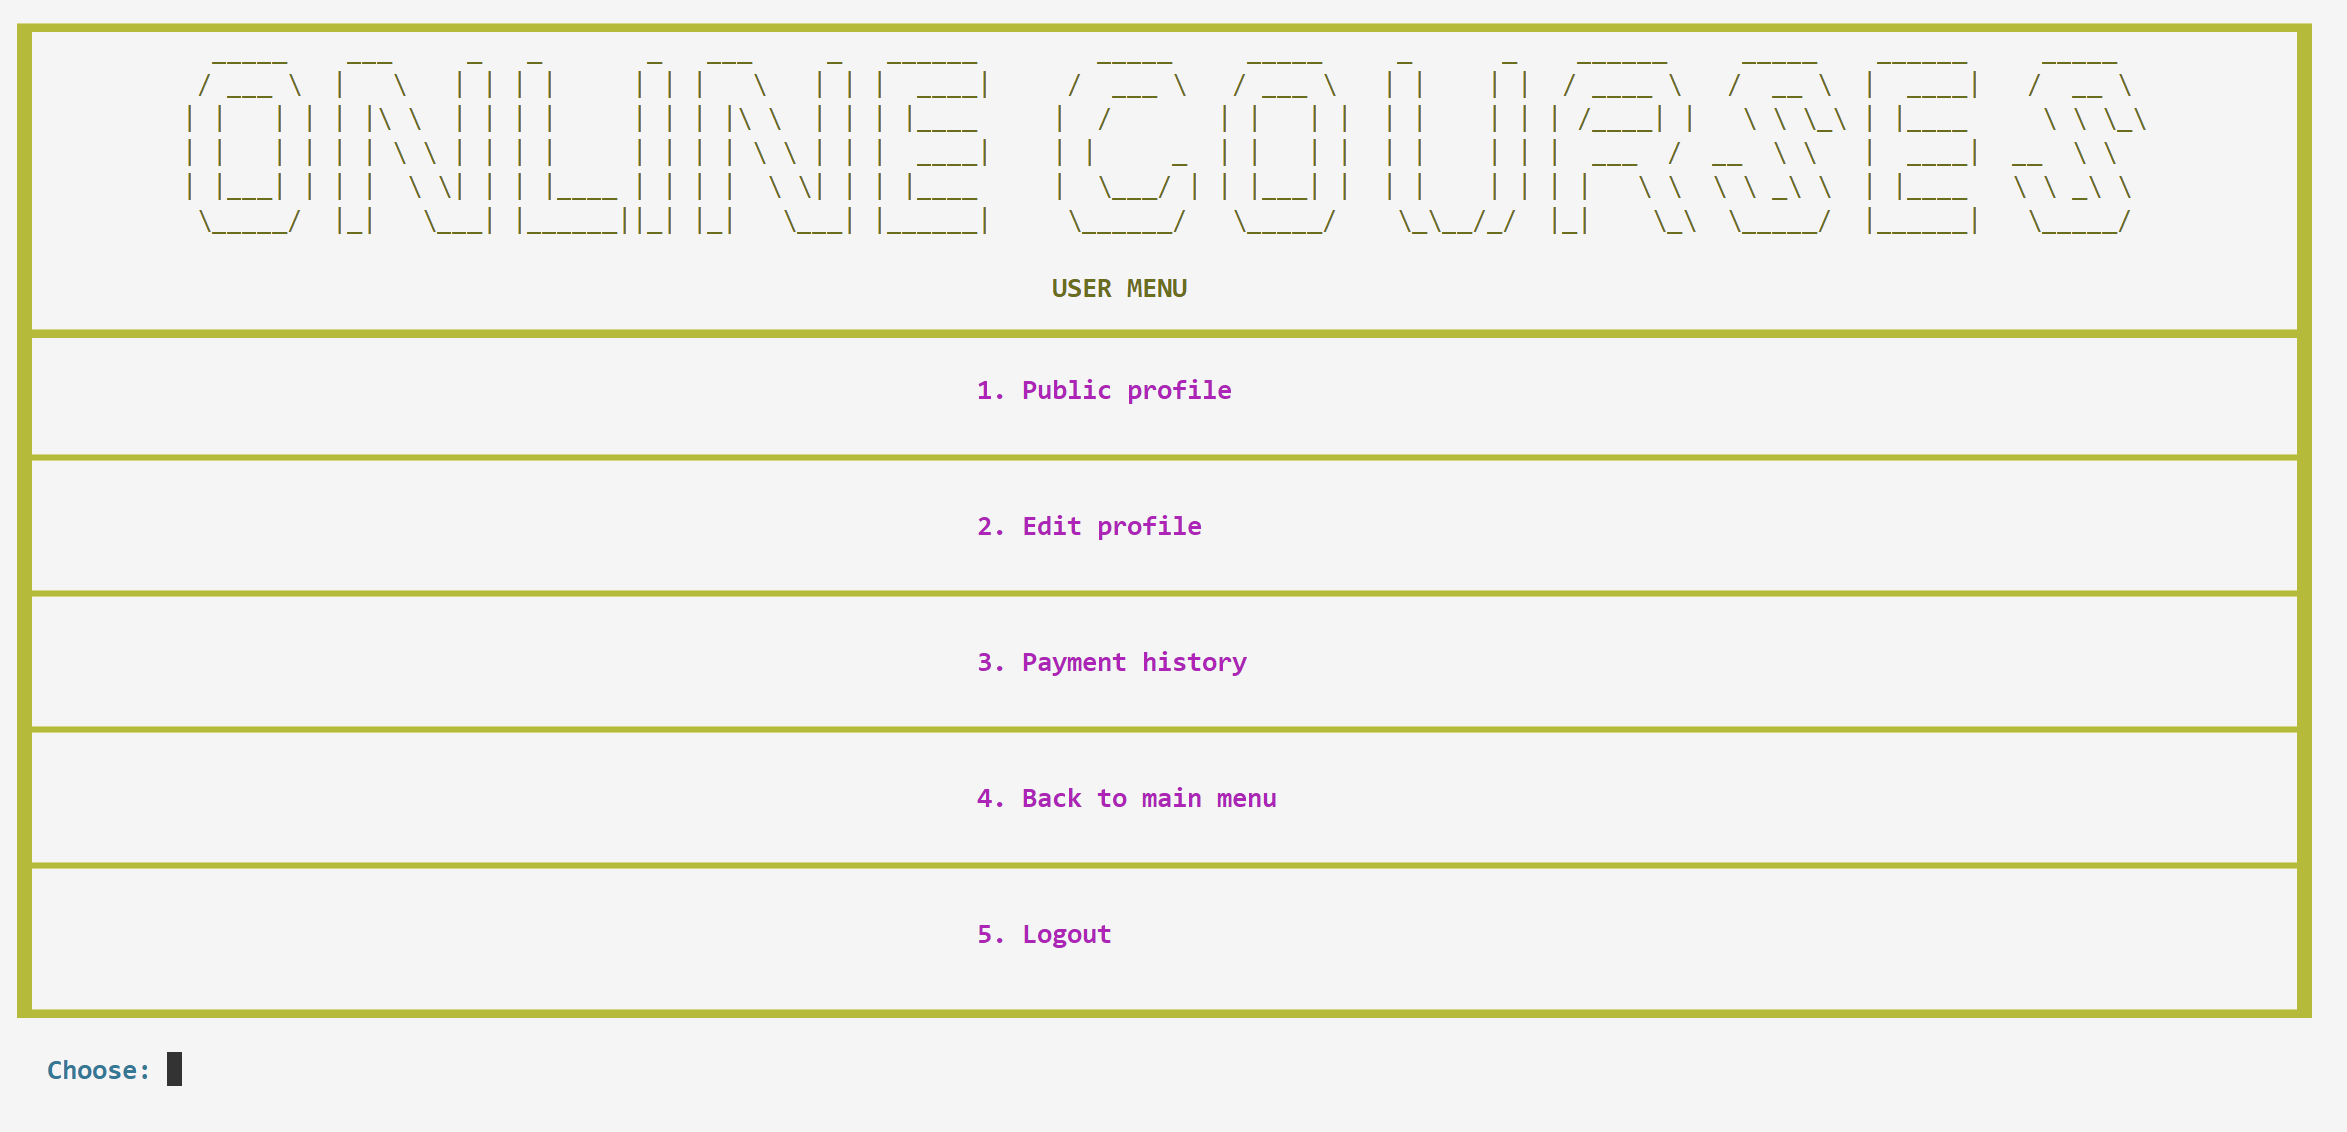 ONLINE COURSES
USER MENU
1. Public profile
2. Edit profile
3. Payment history
4. Back to main menu
5. Logout
Choose: